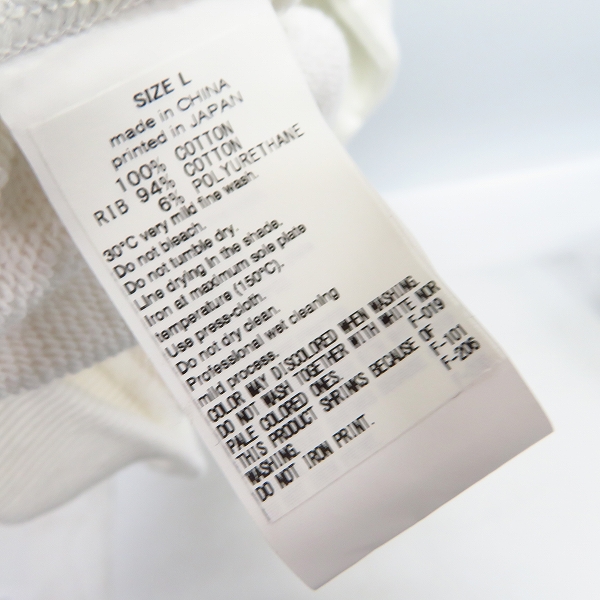 SIZE L
made in CHINA
printed in JAPAN
100% COTTON
RIB 94% COTTON
6% POLYURETHANE
30°C very mild fine wash.
Do not bleach.
Do not tumble dry.
Line drying in the shade.
Iron at maximum sole plate
temperature (150°C).
Use press-cloth.
Do not dry clean.
Professional wet cleaning
mild process.
COLOR MAY DISCOLORED WHEN WASHING.
DO NOT WASH TOGETHER WITH WHITE NOR
PALE COLORED ONES. F-019
THIS PRODUCT SHRINKS BECAUSE OF
WASHING. F-101
DO NOT IRON PRINT. F-206